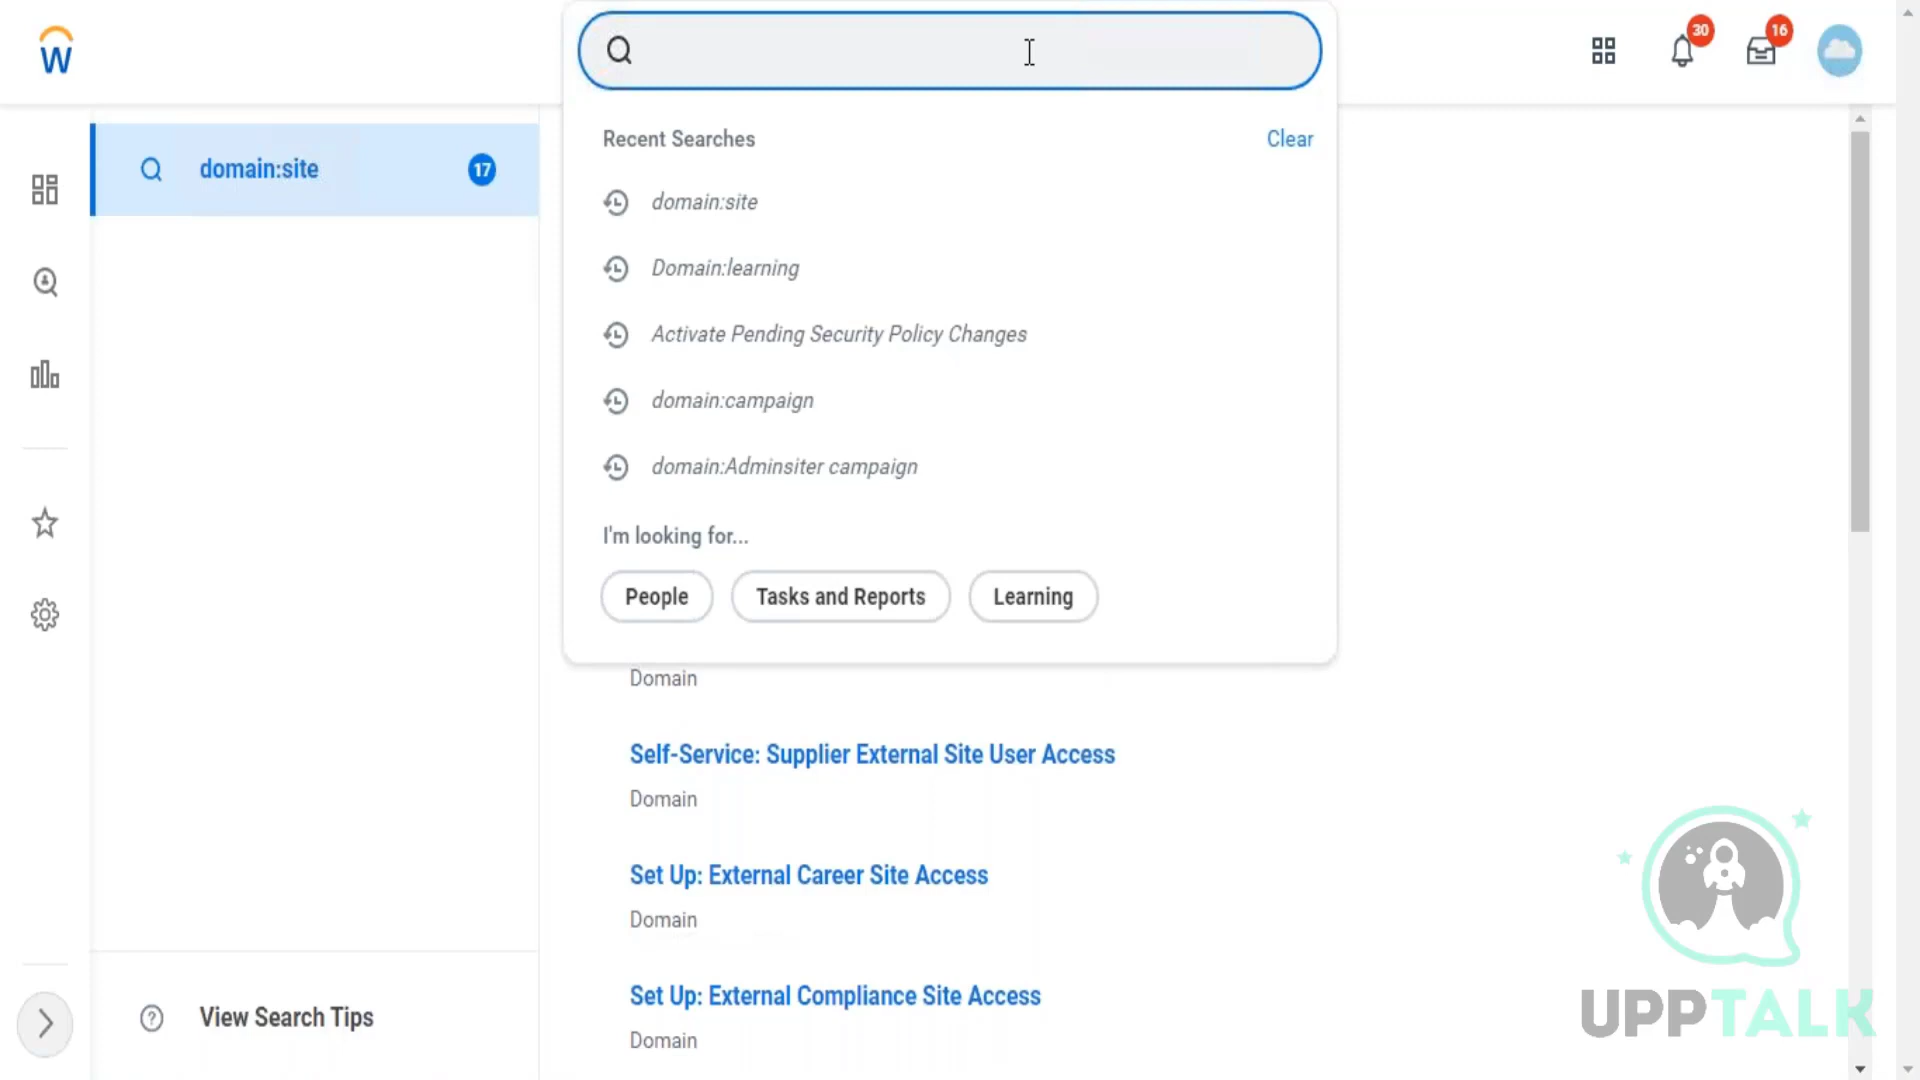 W
30
16
domain:site
17
Recent Searches
Clear
domain:site
Domain:learning
Activate Pending Security Policy Changes
domain:campaign
domain:Adminsiter campaign
I'm looking for...
People
Tasks and Reports
Learning
Domain
Self-Service: Supplier External Site User Access
Domain
Set Up: External Career Site Access
Domain
Set Up: External Compliance Site Access
Domain
View Search Tips
UPPTALK